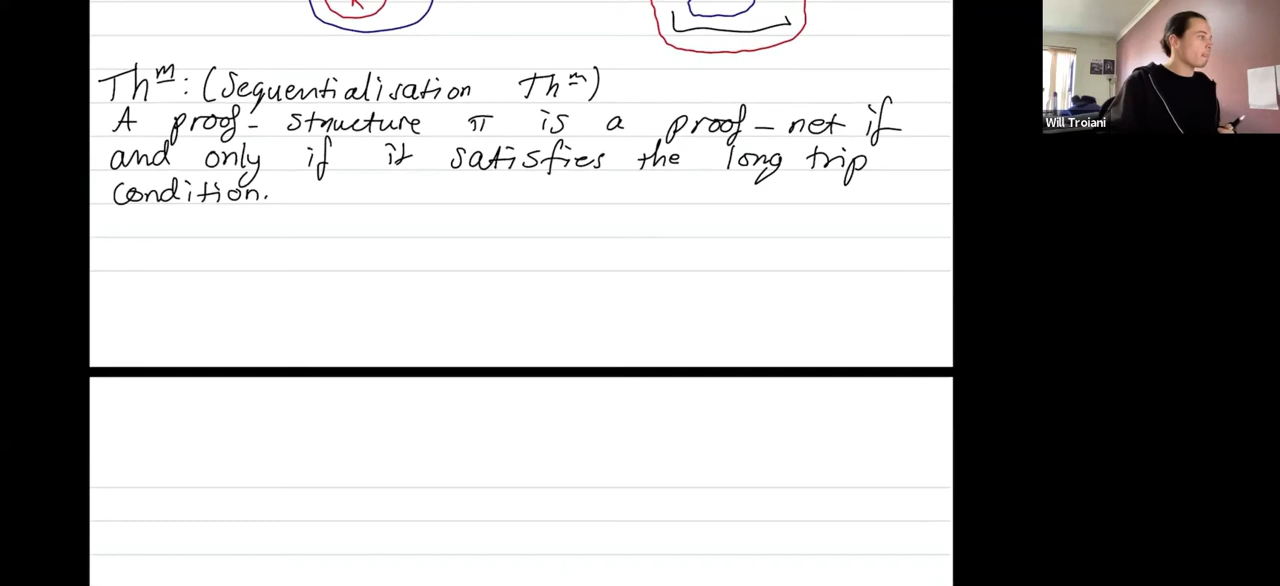 Thᵐ: (Sequentialisation Thᵐ)
A proof-structure π is a proof-net if
and only if it satisfies the long trip
condition.
Will Troiani